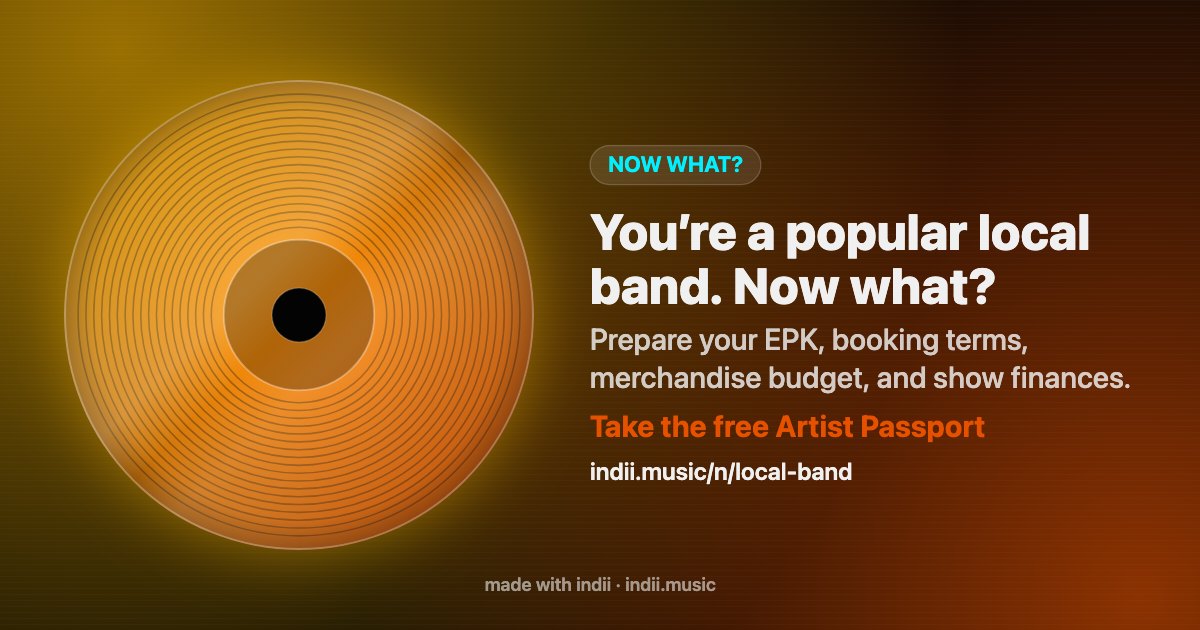 NOW WHAT?
You're a popular local
band. Now what?
Prepare your EPK, booking terms,
merchandise budget, and show finances.
Take the free Artist Passport
indii.music/n/local-band
made with indii · indii.music